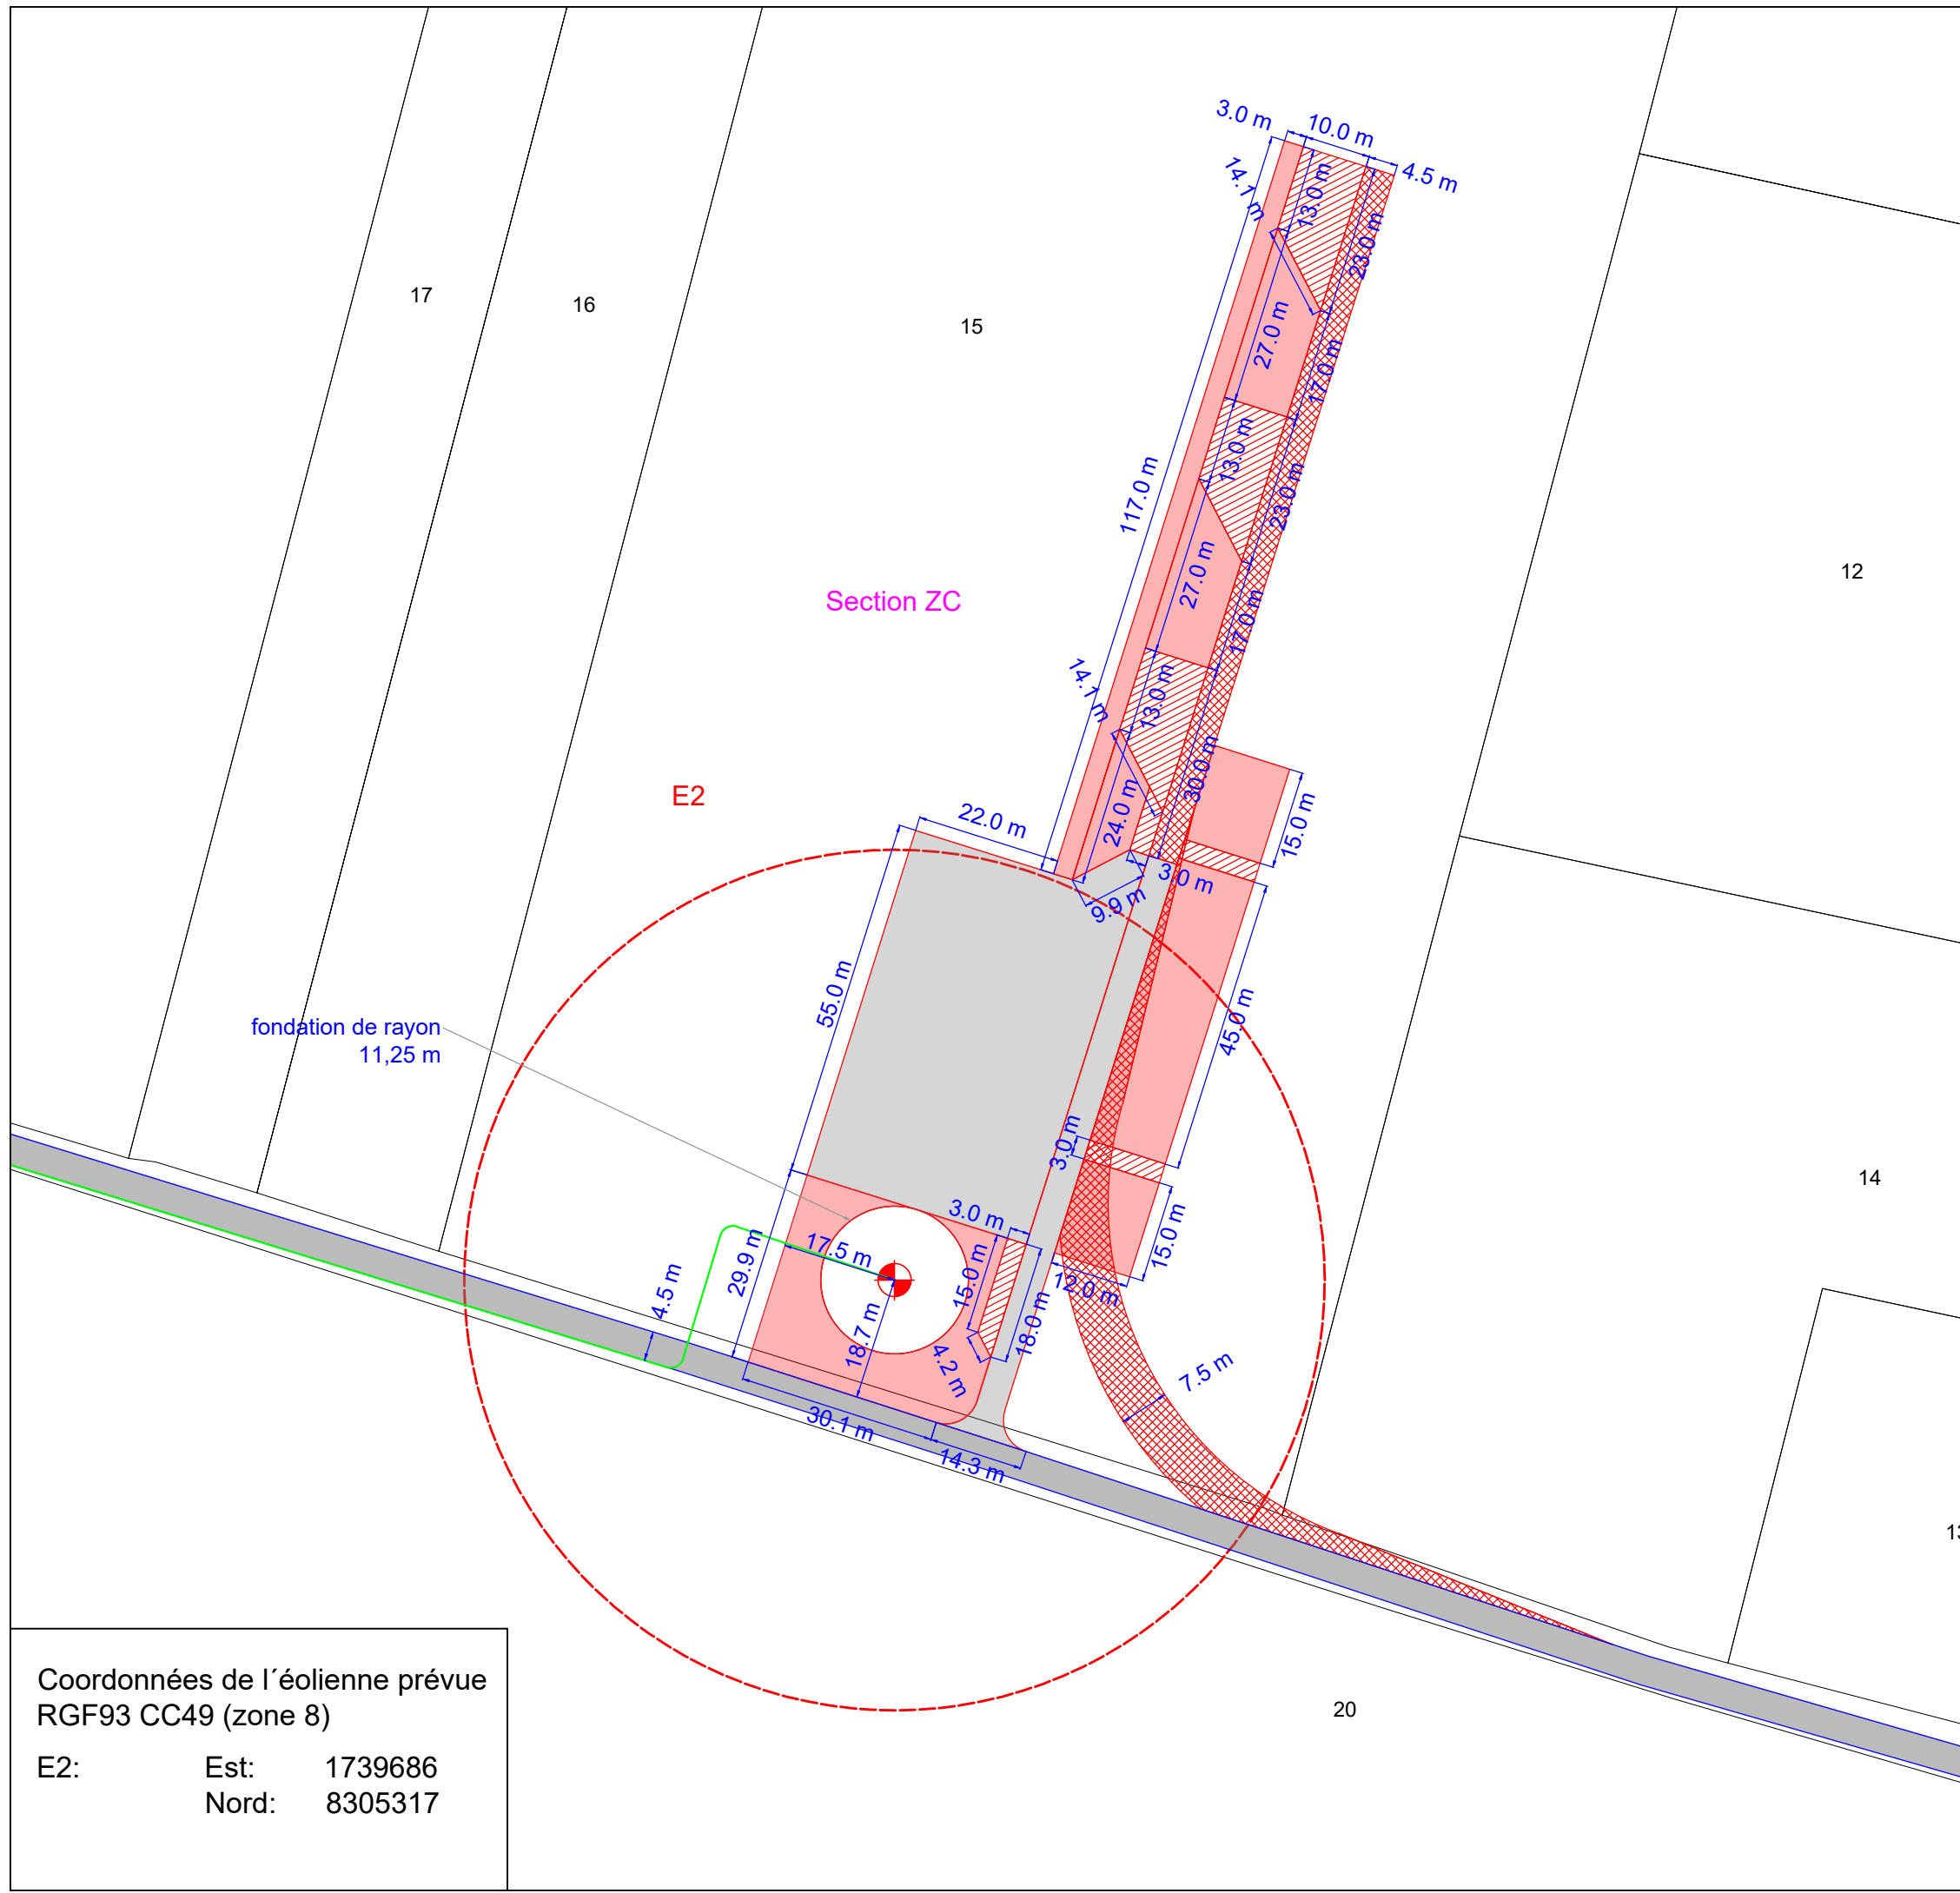 3.0 m
10.0 m
4.5 m
14.1 m
13.0 m
23.0 m
17
16
15
27.0 m
17.0 m
13.0 m
117.0 m
23.0 m
12
27.0 m
Section ZC
17.0 m
14.1 m
13.0 m
30.0 m
E2
22.0 m
24.0 m
15.0 m
3.0 m
9.9 m
55.0 m
45.0 m
fondation de rayon
11,25 m
3.0 m
14
3.0 m
15.0 m
17.5 m
29.9 m
15.0 m
12.0 m
4.5 m
18.7 m
18.0 m
4.2 m
7.5 m
30.1 m
14.3 m
20
Coordonnées de l´éolienne prévue
RGF93 CC49 (zone 8)
E2: Est: 1739686
Nord: 8305317